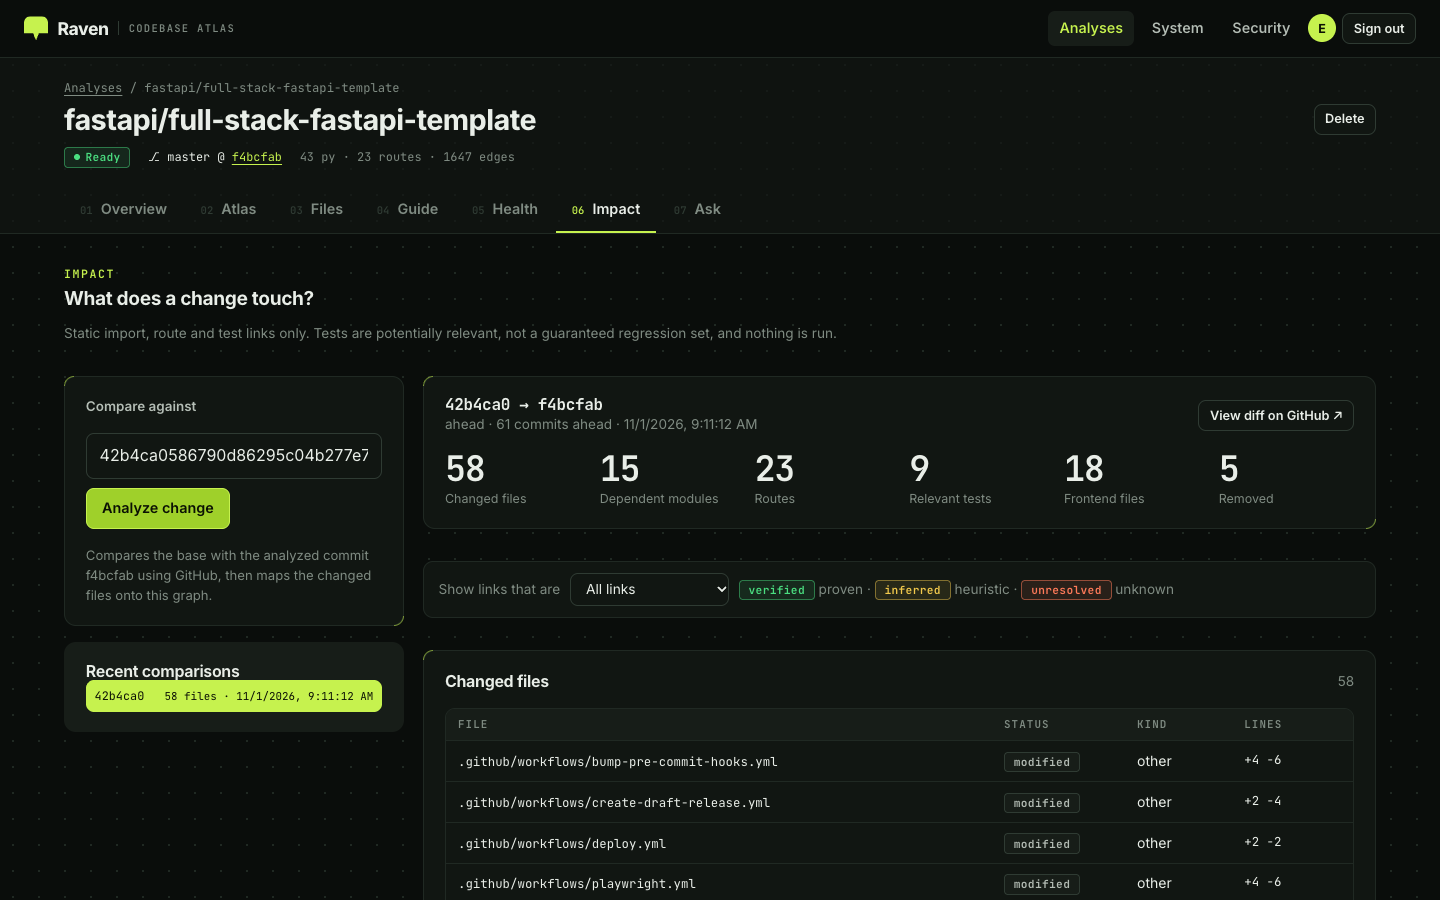 Raven
CODEBASE ATLAS
Analyses
System
Security
E
Sign out
Analyses / fastapi/full-stack-fastapi-template
fastapi/full-stack-fastapi-template
Delete
Ready
master @ f4bcfab
43 py · 23 routes · 1647 edges
01 Overview
02 Atlas
03 Files
04 Guide
05 Health
06 Impact
07 Ask
IMPACT
What does a change touch?
Static import, route and test links only. Tests are potentially relevant, not a guaranteed regression set, and nothing is run.
Compare against
42b4ca0586790d86295c04b277e7
Analyze change
Compares the base with the analyzed commit
f4bcfab using GitHub, then maps the changed
files onto this graph.
Recent comparisons
42b4ca0 58 files · 11/1/2026, 9:11:12 AM
42b4ca0 → f4bcfab
ahead · 61 commits ahead · 11/1/2026, 9:11:12 AM
View diff on GitHub ↗
58 15 23 9 18 5
Changed files Dependent modules Routes Relevant tests Frontend files Removed
Show links that are All links verified proven · inferred heuristic · unresolved unknown
Changed files 58
FILE STATUS KIND LINES
.github/workflows/bump-pre-commit-hooks.yml modified other +4 -6
.github/workflows/create-draft-release.yml modified other +2 -4
.github/workflows/deploy.yml modified other +2 -2
.github/workflows/playwright.yml modified other +4 -6